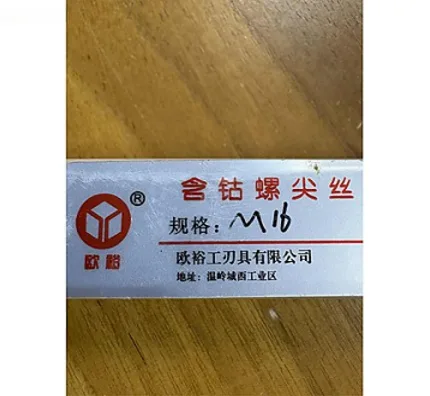 含钴螺尖丝
®
欧裕
规格：M16
欧裕工刃具有限公司
地址：温岭城西工业区